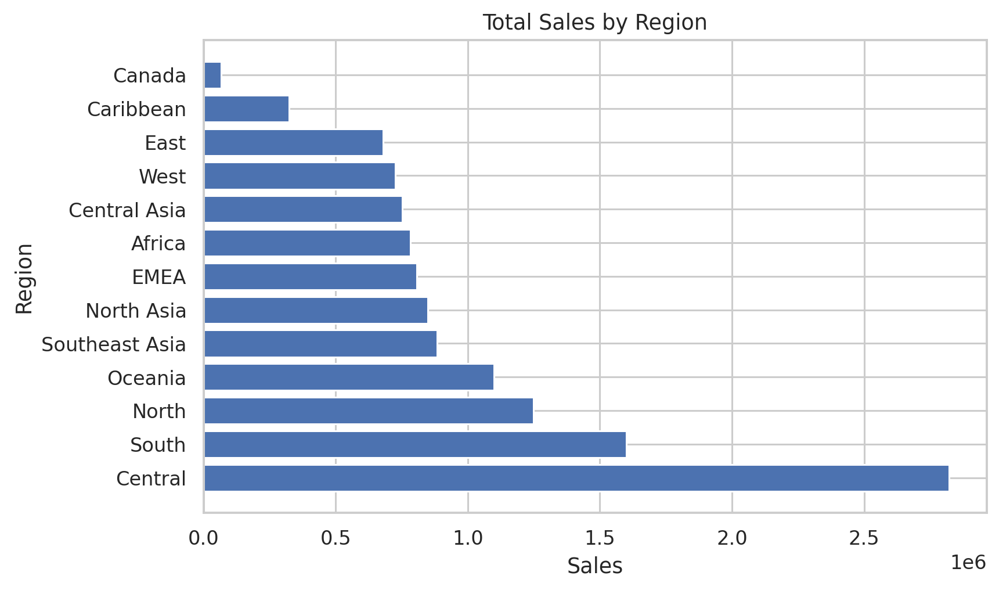 Total Sales by Region
Region
Canada
Caribbean
East
West
Central Asia
Africa
EMEA
North Asia
Southeast Asia
Oceania
North
South
Central
0.0 0.5 1.0 1.5 2.0 2.5
1e6
Sales